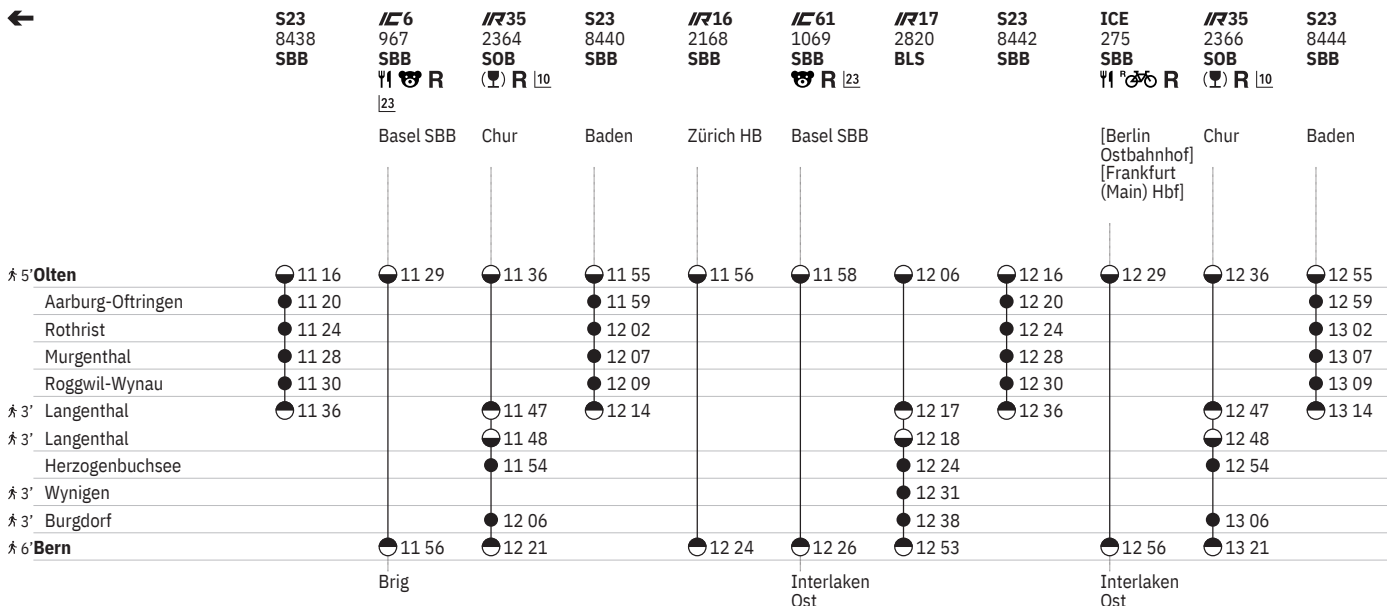 S23 IC6 IR35 S23 IR16 IC61 IR17 S23 ICE IR35 S23
8438 967 2364 8440 2168 1069 2820 8442 275 2366 8444
SBB SBB SOB SBB SBB SBB BLS SBB SBB SOB SBB
R R 10 R 23 R R R 10
23
Basel SBB Chur Baden Zürich HB Basel SBB [Berlin Chur Baden
Ostbahnhof]
[Frankfurt
(Main) Hbf]
5' Olten 11 16 11 29 11 36 11 55 11 56 11 58 12 06 12 16 12 29 12 36 12 55
Aarburg-Oftringen 11 20 11 59 12 20 12 59
Rothrist 11 24 12 02 12 24 13 02
Murgenthal 11 28 12 07 12 28 13 07
Roggwil-Wynau 11 30 12 09 12 30 13 09
3' Langenthal 11 36 11 47 12 14 12 17 12 36 12 47 13 14
3' Langenthal 11 48 12 18 12 48
Herzogenbuchsee 11 54 12 24 12 54
3' Wynigen 12 31
3' Burgdorf 12 06 12 38 13 06
6' Bern 11 56 12 21 12 24 12 26 12 53 12 56 13 21
Brig Interlaken Interlaken
Ost Ost